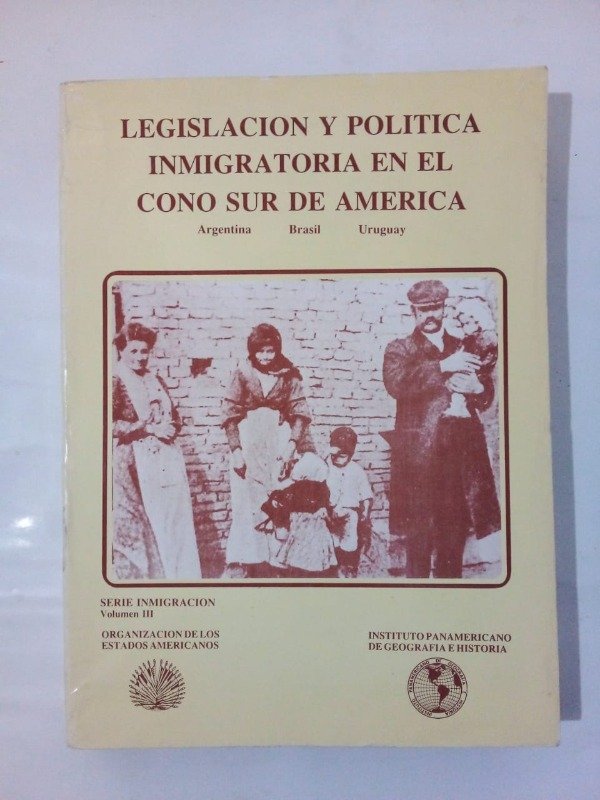 LEGISLACION Y POLITICA
INMIGRATORIA EN EL
CONO SUR DE AMERICA
Argentina Brasil Uruguay
SERIE INMIGRACION
Volumen III
ORGANIZACION DE LOS
ESTADOS AMERICANOS
INSTITUTO PANAMERICANO
DE GEOGRAFIA E HISTORIA